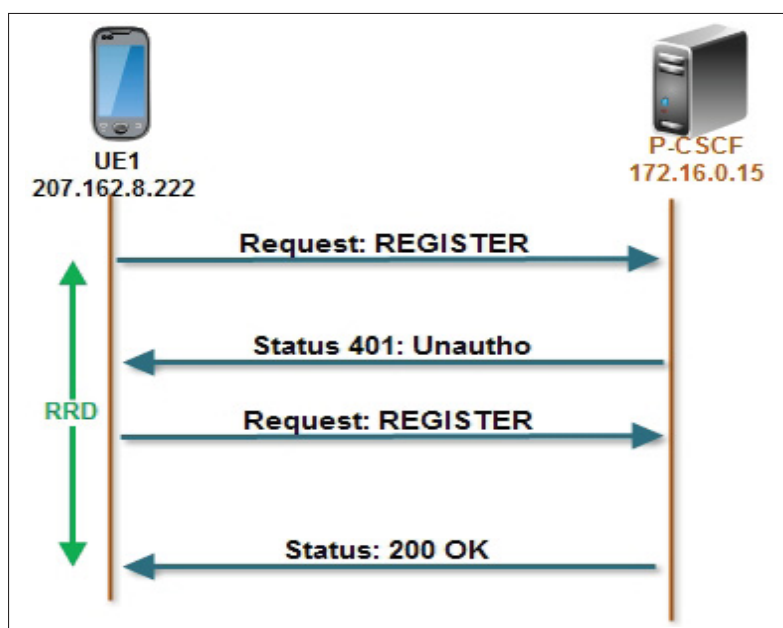 UE1
207.162.8.222
P-CSCF
172.16.0.15
Request: REGISTER
Status 401: Unautho
RRD
Request: REGISTER
Status: 200 OK